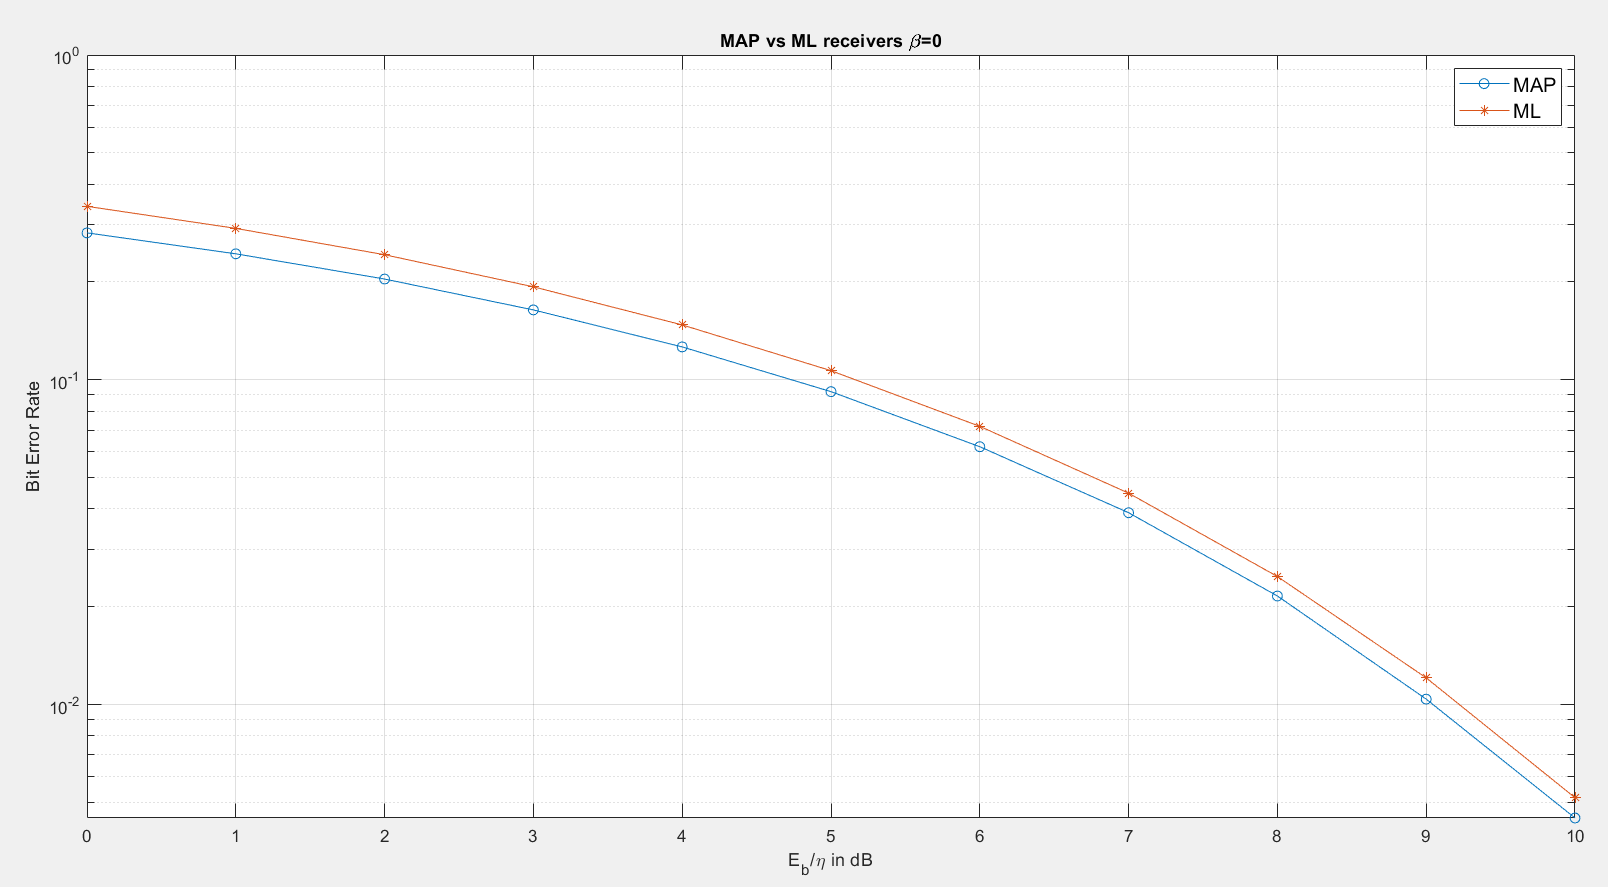 MAP vs ML receivers β=0
10^0
10^-1
10^-2
Bit Error Rate
MAP
ML
0 1 2 3 4 5 6 7 8 9 10
E_b/η in dB